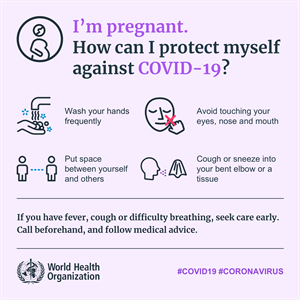 I'm pregnant.
How can I protect myself
against COVID-19?
Wash your hands
frequently
Avoid touching your
eyes, nose and mouth
Put space
between yourself
and others
Cough or sneeze into
your bent elbow or a
tissue
If you have fever, cough or difficulty breathing, seek care early.
Call beforehand, and follow medical advice.
World Health
Organization
#COVID19 #CORONAVIRUS